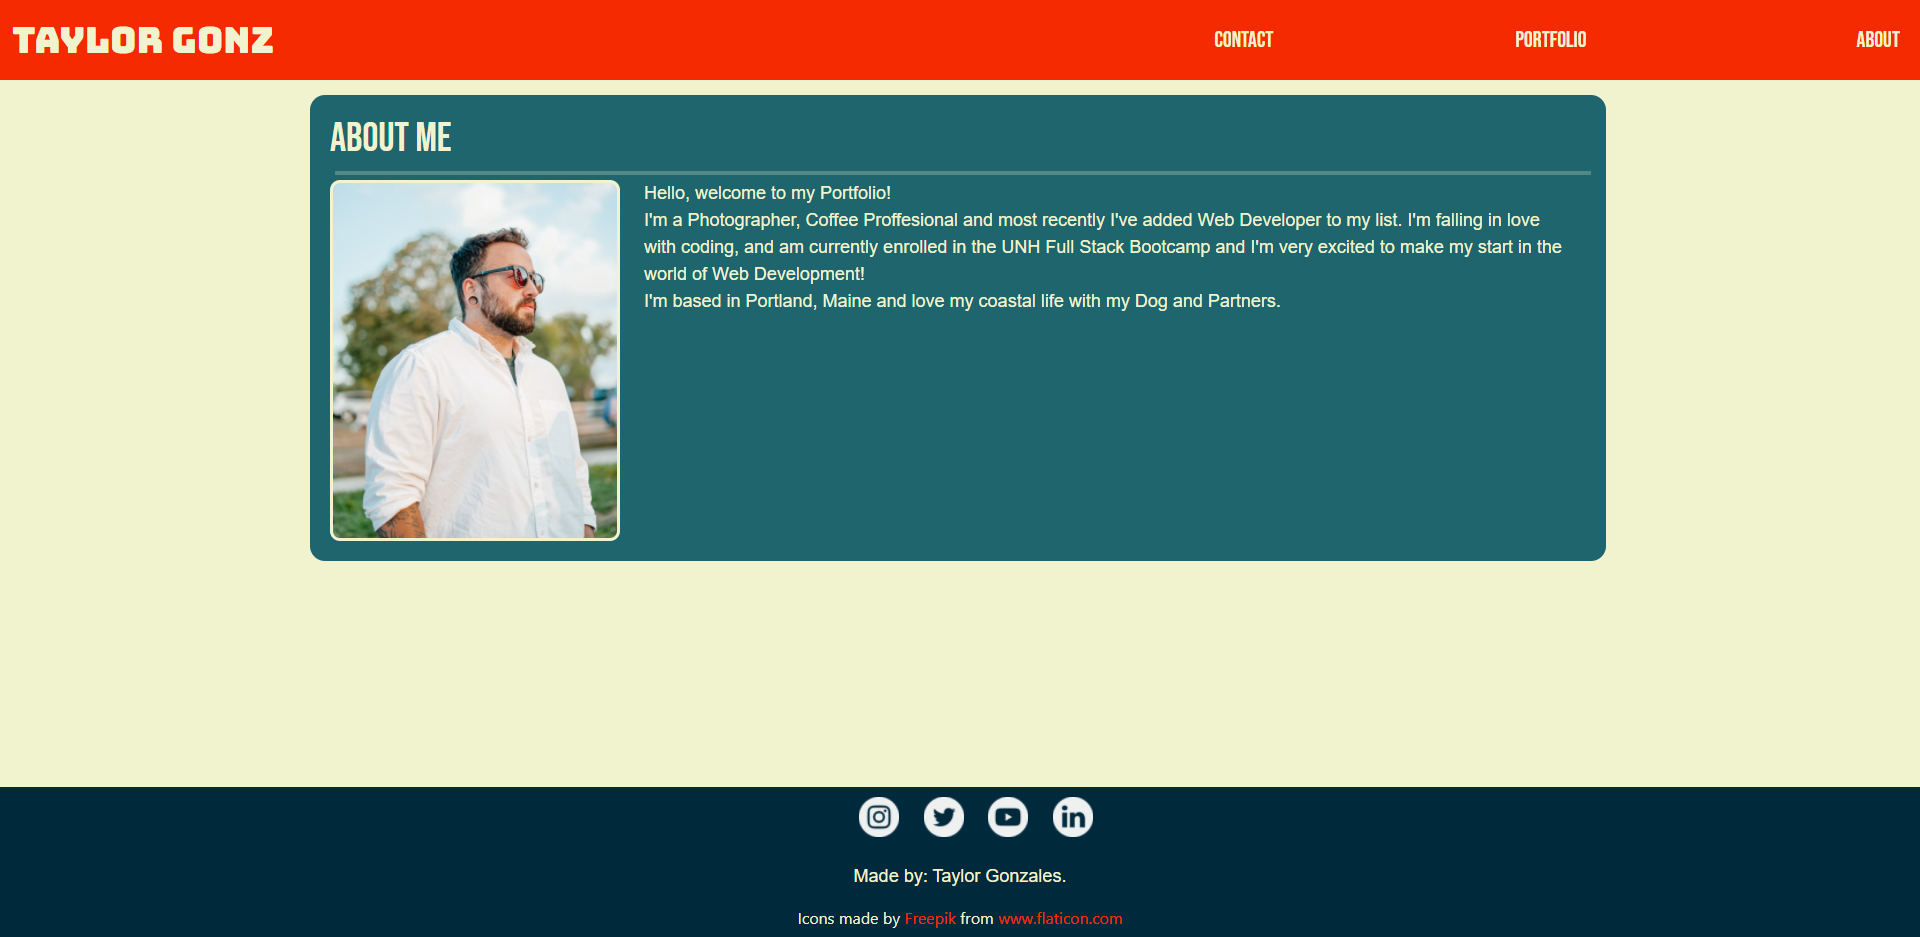 TAYLOR GONZ
CONTACT
PORTFOLIO
ABOUT
ABOUT ME
Hello, welcome to my Portfolio!
I'm a Photographer, Coffee Proffesional and most recently I've added Web Developer to my list. I'm falling in love
with coding, and am currently enrolled in the UNH Full Stack Bootcamp and I'm very excited to make my start in the
world of Web Development!
I'm based in Portland, Maine and love my coastal life with my Dog and Partners.
in
Made by: Taylor Gonzales.
Icons made by Freepik from www.flaticon.com